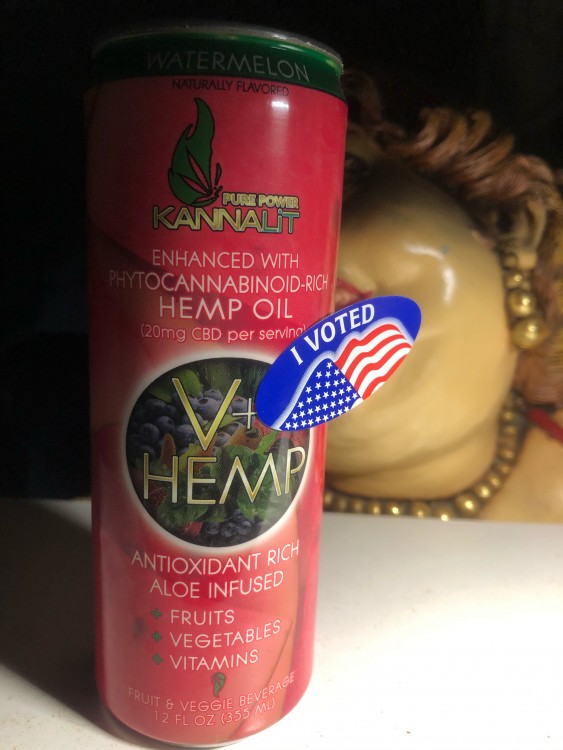 WATERMELON
NATURALLY FLAVORED
PURE POWER
KANNALiT
ENHANCED WITH
PHYTOCANNABINOID-RICH
HEMP OIL
(20mg CBD per serving)
I VOTED
V+
HEMP
ANTIOXIDANT RICH
ALOE INFUSED
+ FRUITS
+ VEGETABLES
+ VITAMINS
FRUIT & VEGGIE BEVERAGE
12 FL OZ (355 ML)